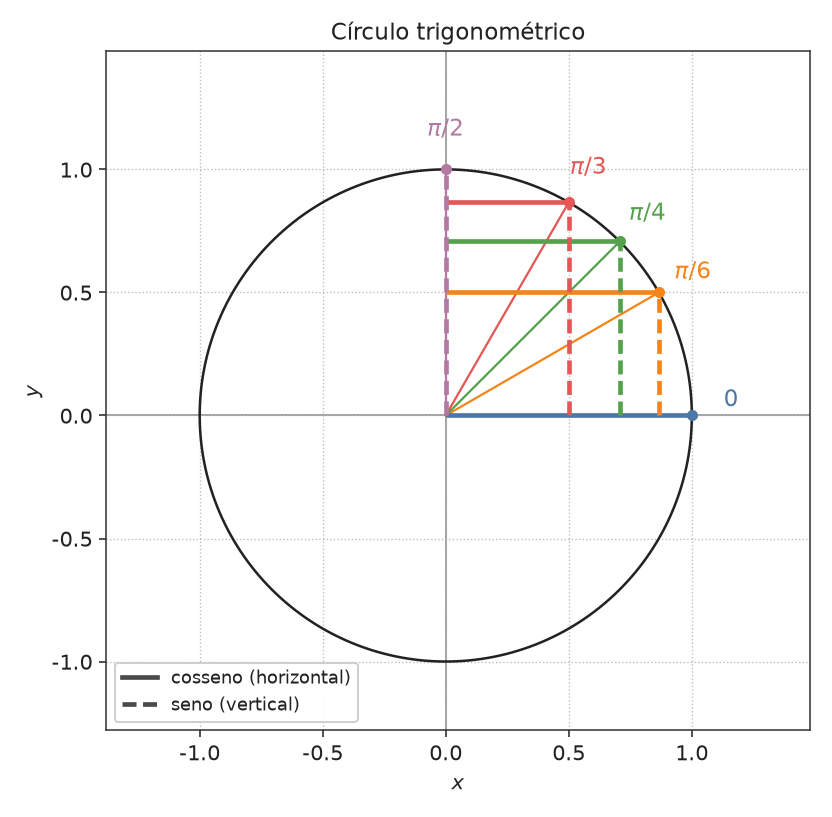 Círculo trigonométrico
π/2
π/3
π/4
π/6
0
1.0
0.5
0.0
-0.5
-1.0
y
cosseno (horizontal)
seno (vertical)
-1.0 -0.5 0.0 0.5 1.0
x